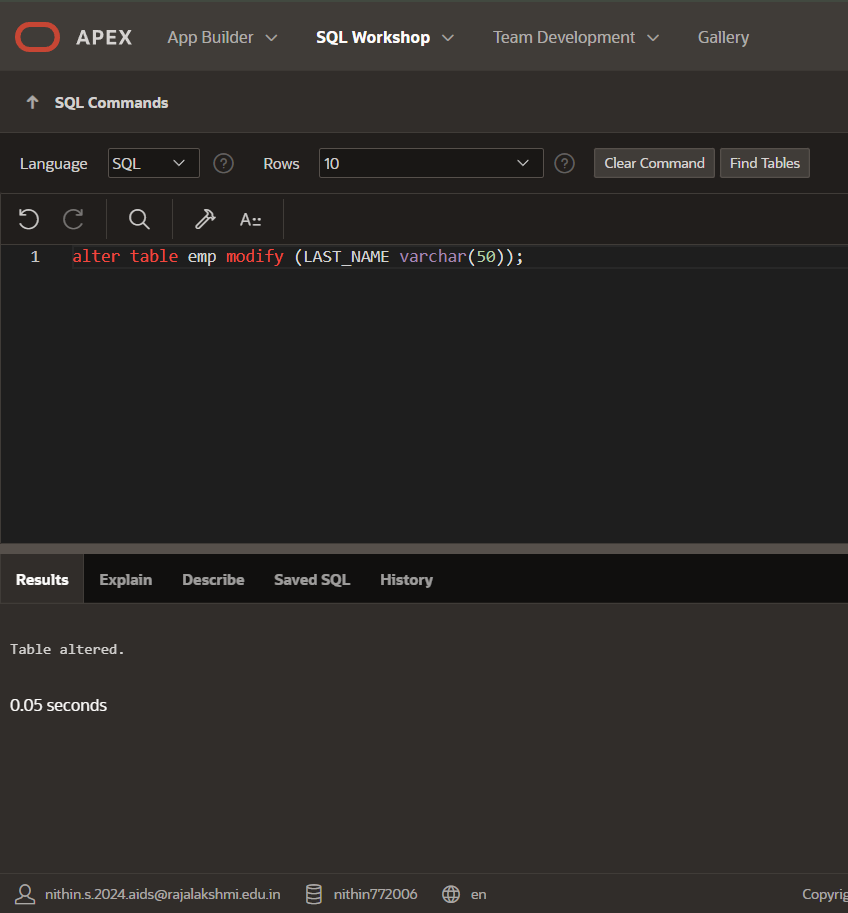 APEX App Builder SQL Workshop Team Development Gallery
SQL Commands
Language SQL ? Rows 10 ? Clear Command Find Tables
A::
1 alter table emp modify (LAST_NAME varchar(50));
Results Explain Describe Saved SQL History
Table altered.
0.05 seconds
nithin.s.2024.aids@rajalakshmi.edu.in nithin772006 en Copyrig